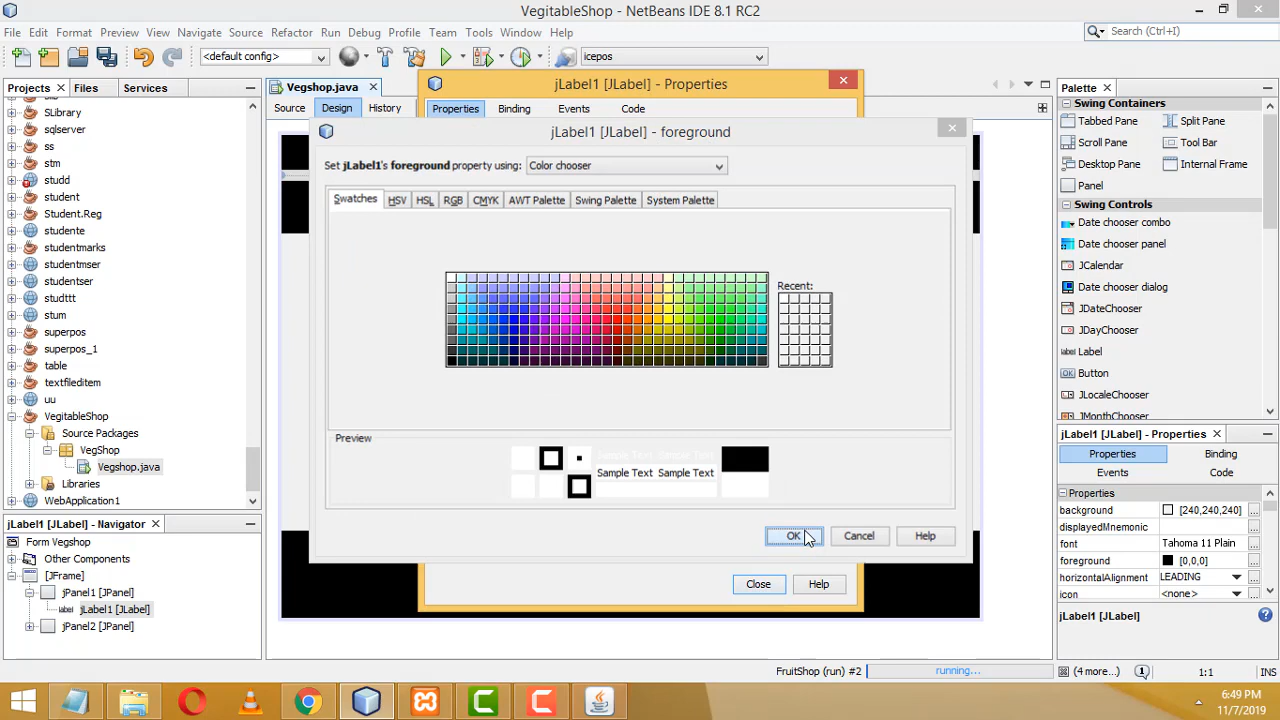 VegitableShop - NetBeans IDE 8.1 RC2
File Edit Format Preview View Navigate Source Refactor Run Debug Profile Team Tools Window Help
Search (Ctrl+I)
<default config>
icepos
Projects Files Services
SLibrary
sqlserver
ss
stm
studd
student
Student.Reg
studente
studentmarks
studentmser
studentser
studttt
stum
superpos
superpos_1
table
textfileditem
uu
VegitableShop
Source Packages
VegShop
Vegshop.java
Libraries
WebApplication1
jLabel1 [JLabel] - Navigator
Form Vegshop
Other Components
[JFrame]
jPanel1 [JPanel]
label
jLabel1 [JLabel]
jPanel2 [JPanel]
Vegshop.java
Source Design History
jLabel1 [JLabel] - Properties
Properties Binding Events Code
jLabel1 [JLabel] - foreground
Set jLabel1's foreground property using: Color chooser
Swatches HSV HSL RGB CMYK AWT Palette Swing Palette System Palette
Recent:
Preview
Sample Text Sample Text
Sample Text Sample Text
OK Cancel Help
Close Help
Palette
Swing Containers
Tabbed Pane Split Pane
Scroll Pane Tool Bar
Desktop Pane Internal Frame
Panel
Swing Controls
Date chooser combo
Date chooser panel
JCalendar
Date chooser dialog
JDateChooser
JDayChooser
Label
OK Button
JLocaleChooser
JMonthChooser
jLabel1 [JLabel] - Properties
Properties Binding
Events Code
Properties
background [240,240,240]
displayedMnemonic
font Tahoma 11 Plain
foreground [0,0,0]
horizontalAlignment LEADING
icon <none>
jLabel1 [JLabel]
FruitShop (run) #2 running... (4 more...) 1:1 INS
6:49 PM
11/7/2019